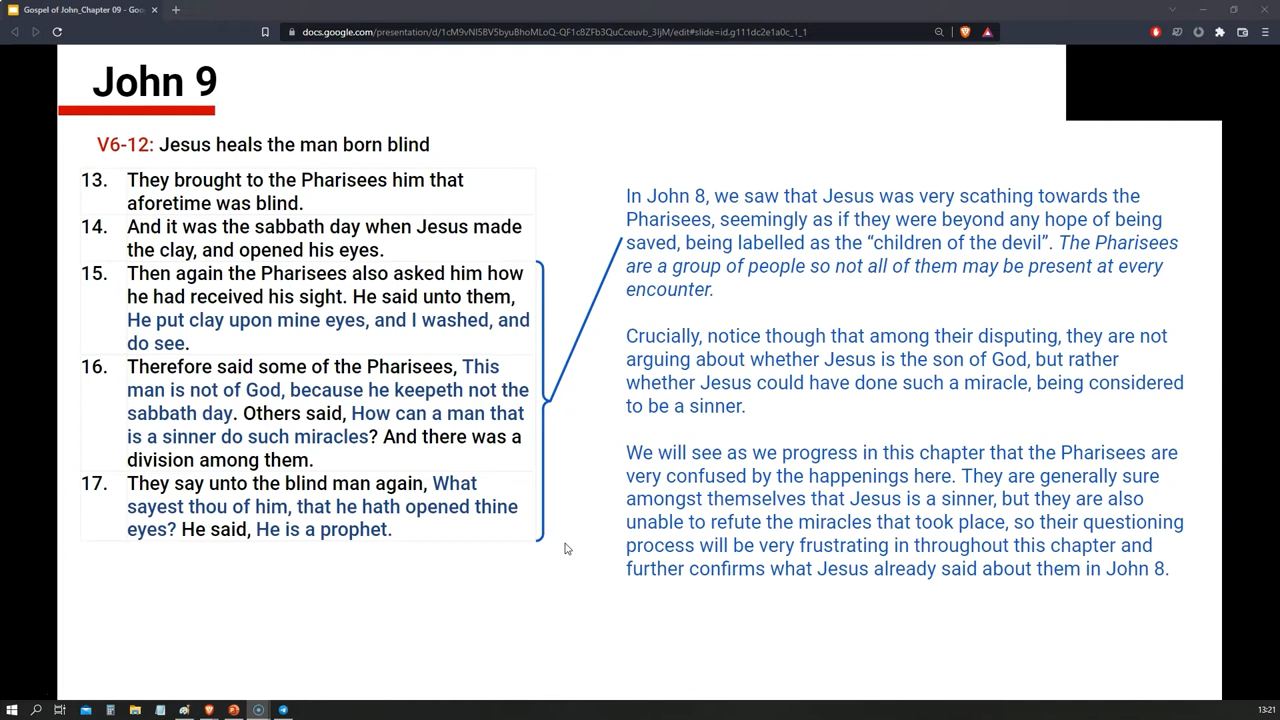 Gospel of John_Chapter 09 - Goo
docs.google.com/presentation/d/1cM9vNl5BV5byuBhoMLoQ-QF1c8ZFb3QuCceuvb_3IjM/edit#slide=id.g111dc2e1a0c_1_1
John 9
V6-12: Jesus heals the man born blind
13. They brought to the Pharisees him that
aforetime was blind.
14. And it was the sabbath day when Jesus made
the clay, and opened his eyes.
15. Then again the Pharisees also asked him how
he had received his sight. He said unto them,
He put clay upon mine eyes, and I washed, and
do see.
16. Therefore said some of the Pharisees, This
man is not of God, because he keepeth not the
sabbath day. Others said, How can a man that
is a sinner do such miracles? And there was a
division among them.
17. They say unto the blind man again, What
sayest thou of him, that he hath opened thine
eyes? He said, He is a prophet.
In John 8, we saw that Jesus was very scathing towards the
Pharisees, seemingly as if they were beyond any hope of being
saved, being labelled as the “children of the devil”. The Pharisees
are a group of people so not all of them may be present at every
encounter.
Crucially, notice though that among their disputing, they are not
arguing about whether Jesus is the son of God, but rather
whether Jesus could have done such a miracle, being considered
to be a sinner.
We will see as we progress in this chapter that the Pharisees are
very confused by the happenings here. They are generally sure
amongst themselves that Jesus is a sinner, but they are also
unable to refute the miracles that took place, so their questioning
process will be very frustrating in throughout this chapter and
further confirms what Jesus already said about them in John 8.
13:21